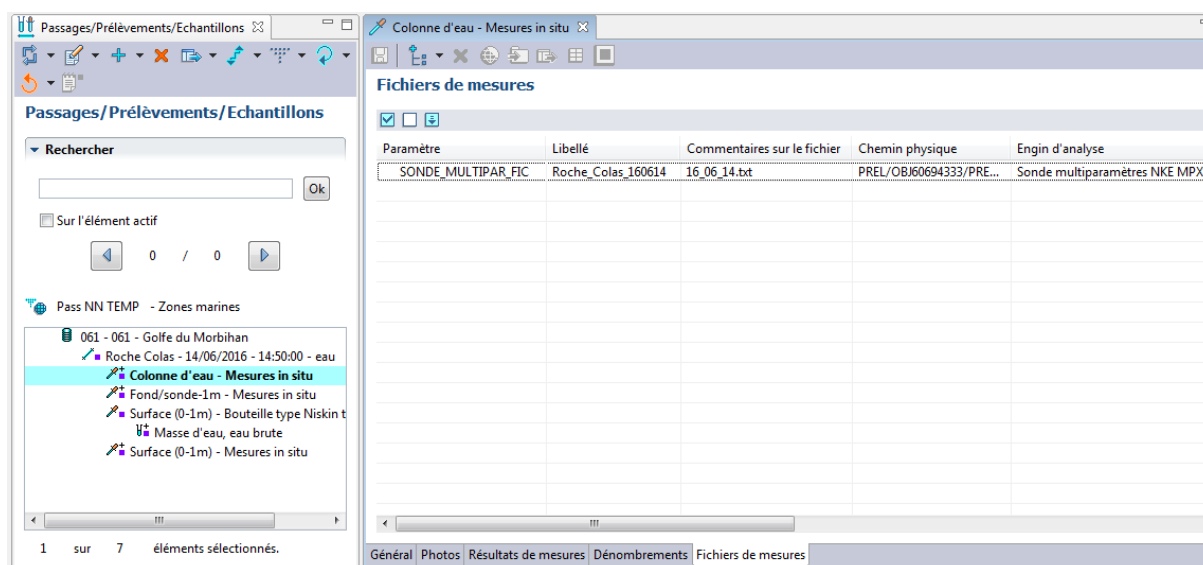 Passages/Prélèvements/Echantillons
Passages/Prélèvements/Echantillons
Rechercher
Ok
Sur l'élément actif
0 / 0
Pass NN TEMP - Zones marines
061 - 061 - Golfe du Morbihan
Roche Colas - 14/06/2016 - 14:50:00 - eau
Colonne d'eau - Mesures in situ
Fond/sonde-1m - Mesures in situ
Surface (0-1m) - Bouteille type Niskin t
Masse d'eau, eau brute
Surface (0-1m) - Mesures in situ
1 sur 7 éléments sélectionnés.
Colonne d'eau - Mesures in situ
Fichiers de mesures
Paramètre Libellé Commentaires sur le fichier Chemin physique Engin d'analyse
SONDE_MULTIPAR_FIC Roche_Colas_160614 16_06_14.txt PREL/OBJ60694333/PRE... Sonde multiparamètres NKE MPX
Général Photos Résultats de mesures Dénombrements Fichiers de mesures